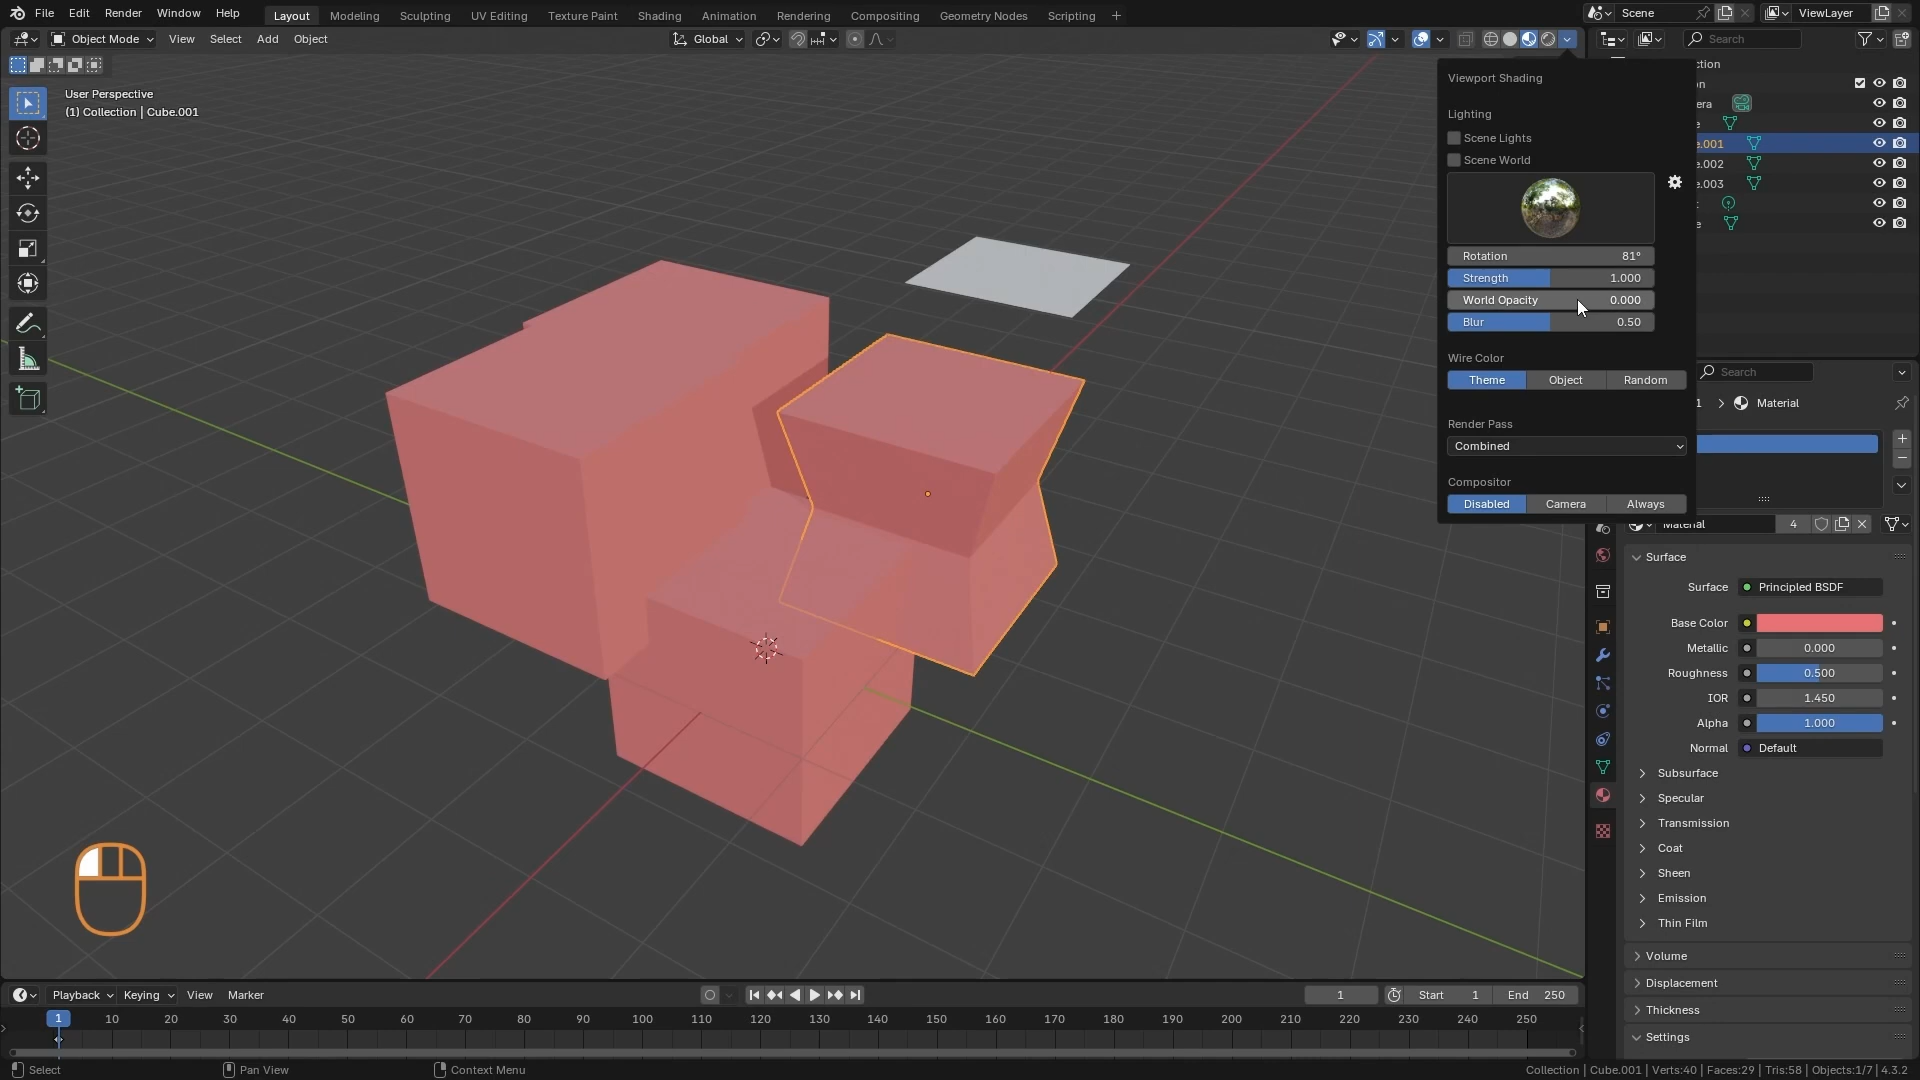 File Edit Render Window Help Layout Modeling Sculpting UV Editing Texture Paint Shading Animation Rendering Compositing Geometry Nodes Scripting + Scene ViewLayer
Object Mode View Select Add Object Global Search
User Perspective
(1) Collection | Cube.001
Viewport Shading
Lighting
Scene Lights
Scene World
Rotation 81°
Strength 1.000
World Opacity 0.000
Blur 0.50
Wire Color
Theme Object Random
Render Pass
Combined
Compositor
Disabled Camera Always
ction
on
era
e
e.001
e.002
e.003
t
e
Search
1 Material
Material 4
Surface
Surface Principled BSDF
Base Color
Metallic 0.000
Roughness 0.500
IOR 1.450
Alpha 1.000
Normal Default
Subsurface
Specular
Transmission
Coat
Sheen
Emission
Thin Film
Volume
Displacement
Thickness
Settings
Playback Keying View Marker 1 Start 1 End 250
1 10 20 30 40 50 60 70 80 90 100 110 120 130 140 150 160 170 180 190 200 210 220 230 240 250
Select Pan View Context Menu Collection | Cube.001 | Verts:40 | Faces:29 | Tris:58 | Objects:1/7 | 4.3.2